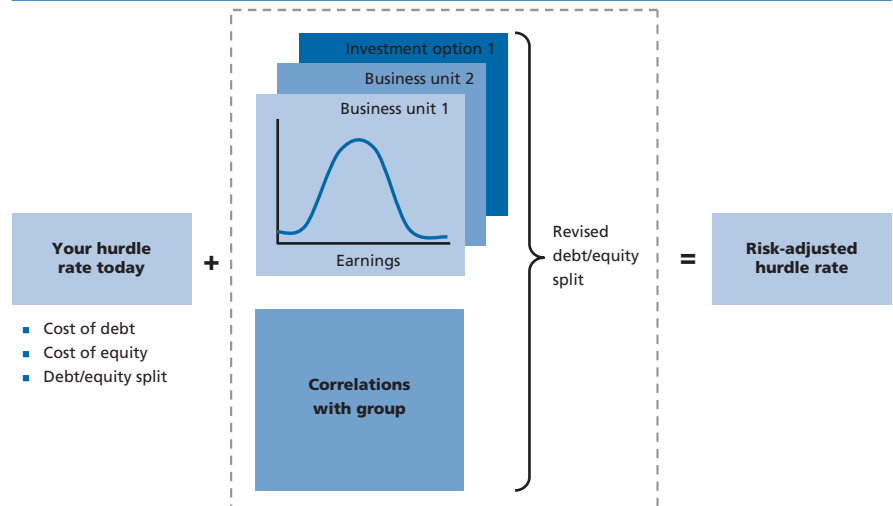 Investment option 1
Business unit 2
Business unit 1
Earnings
Your hurdle
rate today
+
Revised
debt/equity
split
=
Risk-adjusted
hurdle rate
■ Cost of debt
■ Cost of equity
■ Debt/equity split
Correlations
with group